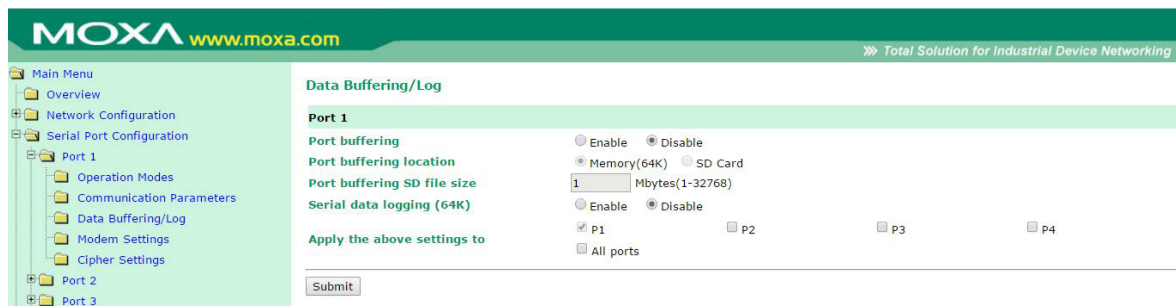 MOXA www.moxa.com
Total Solution for Industrial Device Networking
Main Menu
Overview
Network Configuration
Serial Port Configuration
Port 1
Operation Modes
Communication Parameters
Data Buffering/Log
Modem Settings
Cipher Settings
Port 2
Port 3
Data Buffering/Log
Port 1
Port buffering Enable Disable
Port buffering location Memory(64K) SD Card
Port buffering SD file size 1 Mbytes(1-32768)
Serial data logging (64K) Enable Disable
Apply the above settings to P1 P2 P3 P4
All ports
Submit